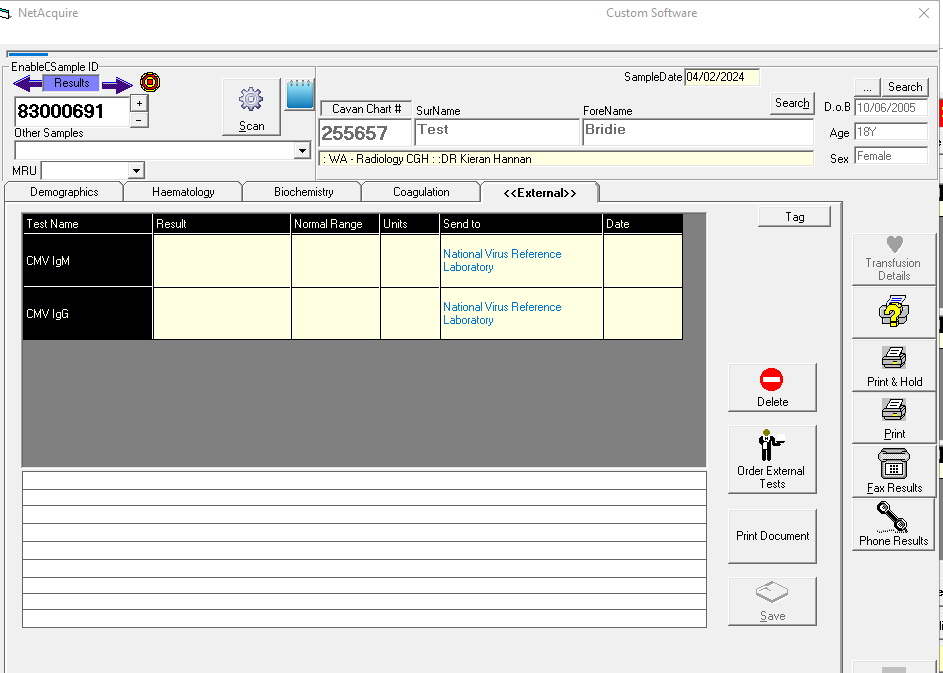 NetAcquire
Custom Software
EnableCSample ID
Results
83000691
+
-
Other Samples
MRU
Scan
SampleDate 04/02/2024
Cavan Chart #
SurName
ForeName
Search
255657
Test
Bridie
: WA - Radiology CGH : :DR Kieran Hannan
...
Search
D.o.B 10/06/2005
Age 18Y
Sex Female
Demographics
Haematology
Biochemistry
Coagulation
<<External>>
Test Name Result Normal Range Units Send to Date
CMV IgM National Virus Reference
Laboratory
CMV IgG National Virus Reference
Laboratory
Tag
Delete
Order External
Tests
Print Document
Save
Transfusion
Details
Print & Hold
Print
Fax Results
Phone Results